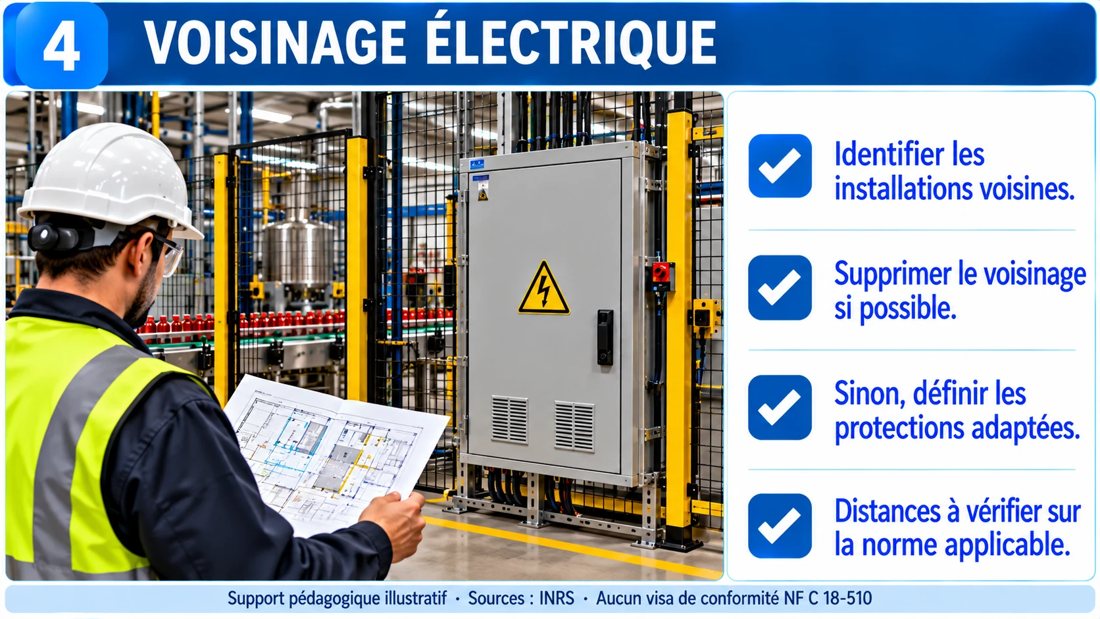 4
VOISINAGE ÉLECTRIQUE
Identifier les
installations voisines.
Supprimer le voisinage
si possible.
Sinon, définir les
protections adaptées.
Distances à vérifier sur
la norme applicable.
Support pédagogique illustratif · Sources : INRS · Aucun visa de conformité NF C 18-510